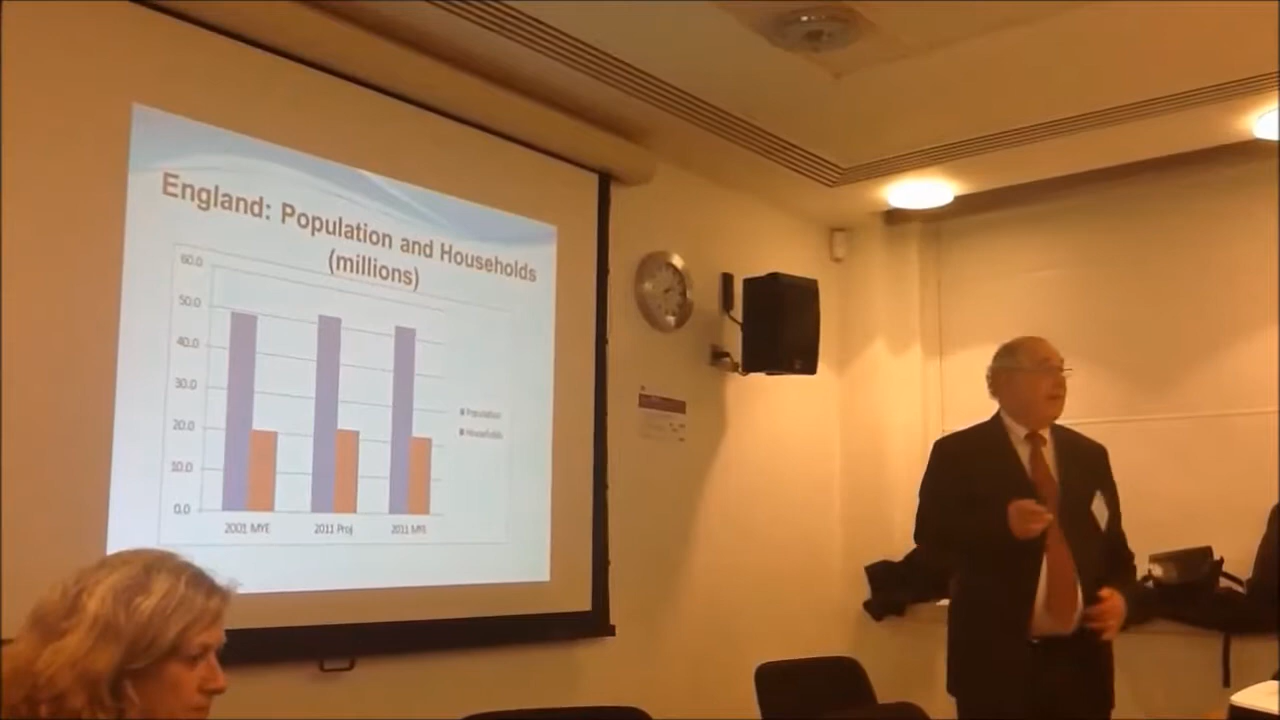 England: Population and Households
(millions)
60.0
50.0
40.0
30.0
20.0
10.0
0.0
2001 MYE
2011 Proj
2011 MYE
Population
Households